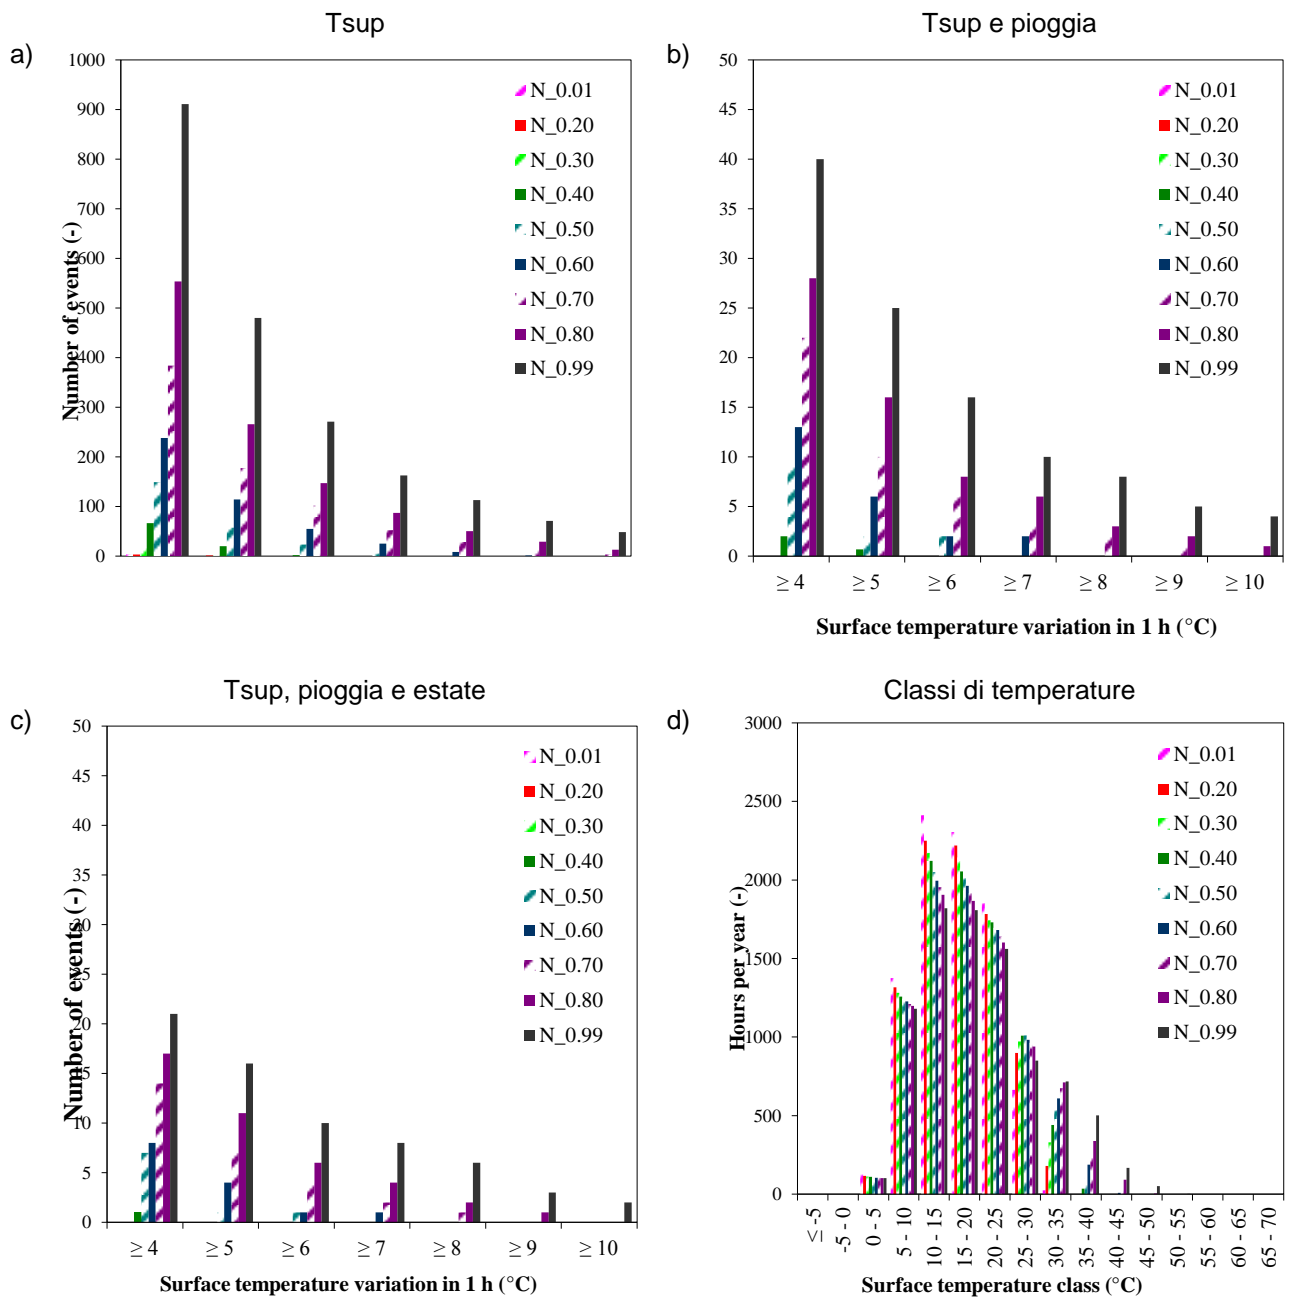 Tsup
a)
1000
900
800
700
600
500
400
300
200
100
0
Number of events (-)
N_0.01
N_0.20
N_0.30
N_0.40
N_0.50
N_0.60
N_0.70
N_0.80
N_0.99
Tsup e pioggia
b)
50
45
40
35
30
25
20
15
10
5
0
N_0.01
N_0.20
N_0.30
N_0.40
N_0.50
N_0.60
N_0.70
N_0.80
N_0.99
≥ 4 ≥ 5 ≥ 6 ≥ 7 ≥ 8 ≥ 9 ≥ 10
Surface temperature variation in 1 h (°C)
Tsup, pioggia e estate
c)
50
45
40
35
30
25
20
15
10
5
0
Number of events (-)
N_0.01
N_0.20
N_0.30
N_0.40
N_0.50
N_0.60
N_0.70
N_0.80
N_0.99
≥ 4 ≥ 5 ≥ 6 ≥ 7 ≥ 8 ≥ 9 ≥ 10
Surface temperature variation in 1 h (°C)
Classi di temperature
d)
3000
2500
2000
1500
1000
500
0
Hours per year (-)
N_0.01
N_0.20
N_0.30
N_0.40
N_0.50
N_0.60
N_0.70
N_0.80
N_0.99
≤ -5
-5 - 0
0 - 5
5 - 10
10 - 15
15 - 20
20 - 25
25 - 30
30 - 35
35 - 40
40 - 45
45 - 50
50 - 55
55 - 60
60 - 65
65 - 70
Surface temperature class (°C)